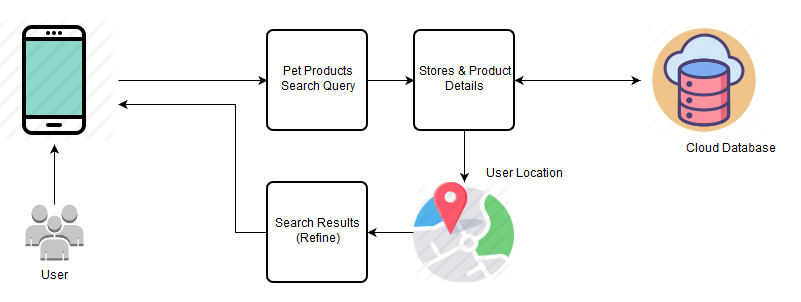 Pet Products
Search Query
Stores & Product
Details
Cloud Database
User Location
Search Results
(Refine)
User